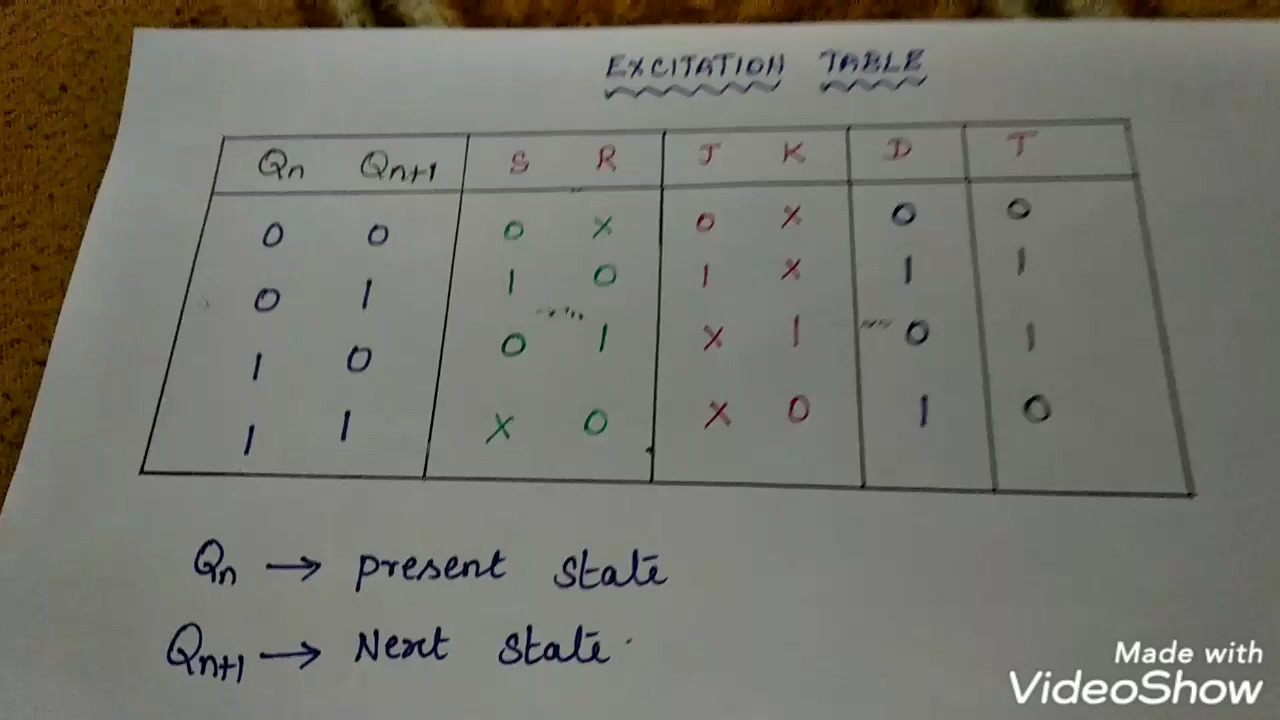 EXCITATION TABLE
Qn Qn+1 S R J K D T
0 0 0 X 0 X 0 0
0 1 1 0 1 X 1 1
1 0 0 1 X 1 0 1
1 1 X 0 X 0 1 0
Qn → present state
Qn+1 → Next state
Made with
VideoShow